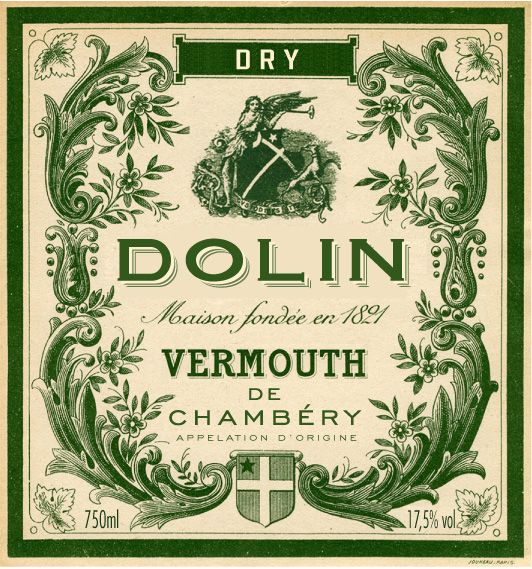 DRY
DOLIN
Maison fondée en 1821
VERMOUTH
DE
CHAMBÉRY
APPELATION D'ORIGINE
750ml
17,5% vol.